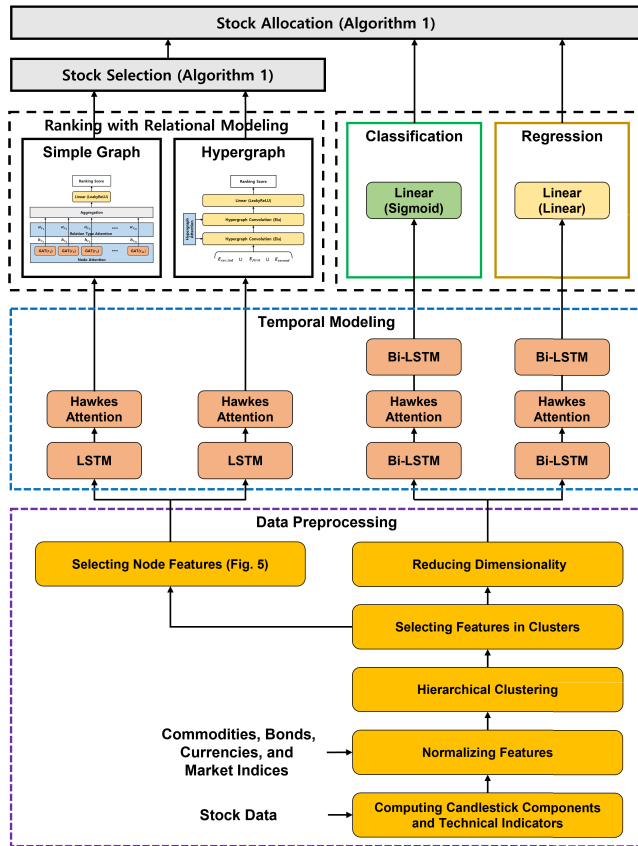 Stock Allocation (Algorithm 1)
Stock Selection (Algorithm 1)
Ranking with Relational Modeling
Simple Graph
Ranking Score
Linear (LeakyReLU)
Aggregation
Relation Type Attention
Node Attention
Hypergraph
Ranking Score
Linear (LeakyReLU)
Hypergraph Convolution (Elu)
Hypergraph Convolution (Elu)
Hypergraph
Attention
Classification
Linear
(Sigmoid)
Regression
Linear
(Linear)
Temporal Modeling
Bi-LSTM
Bi-LSTM
Hawkes
Attention
Hawkes
Attention
Hawkes
Attention
Hawkes
Attention
LSTM
LSTM
Bi-LSTM
Bi-LSTM
Data Preprocessing
Selecting Node Features (Fig. 5)
Reducing Dimensionality
Selecting Features in Clusters
Hierarchical Clustering
Commodities, Bonds,
Currencies, and
Market Indices
Normalizing Features
Stock Data
Computing Candlestick Components
and Technical Indicators